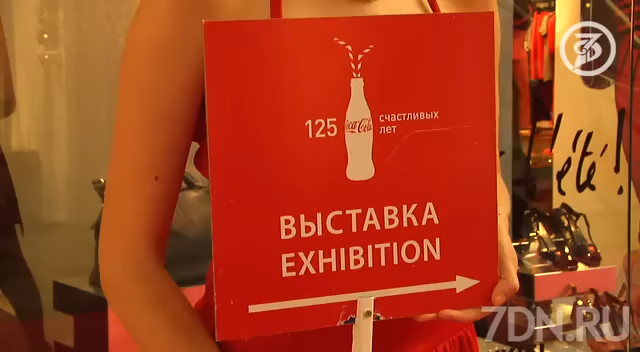 125
счастливых
лет
Coca-Cola
ВЫСТАВКА
EXHIBITION
l'été!
7DN.RU